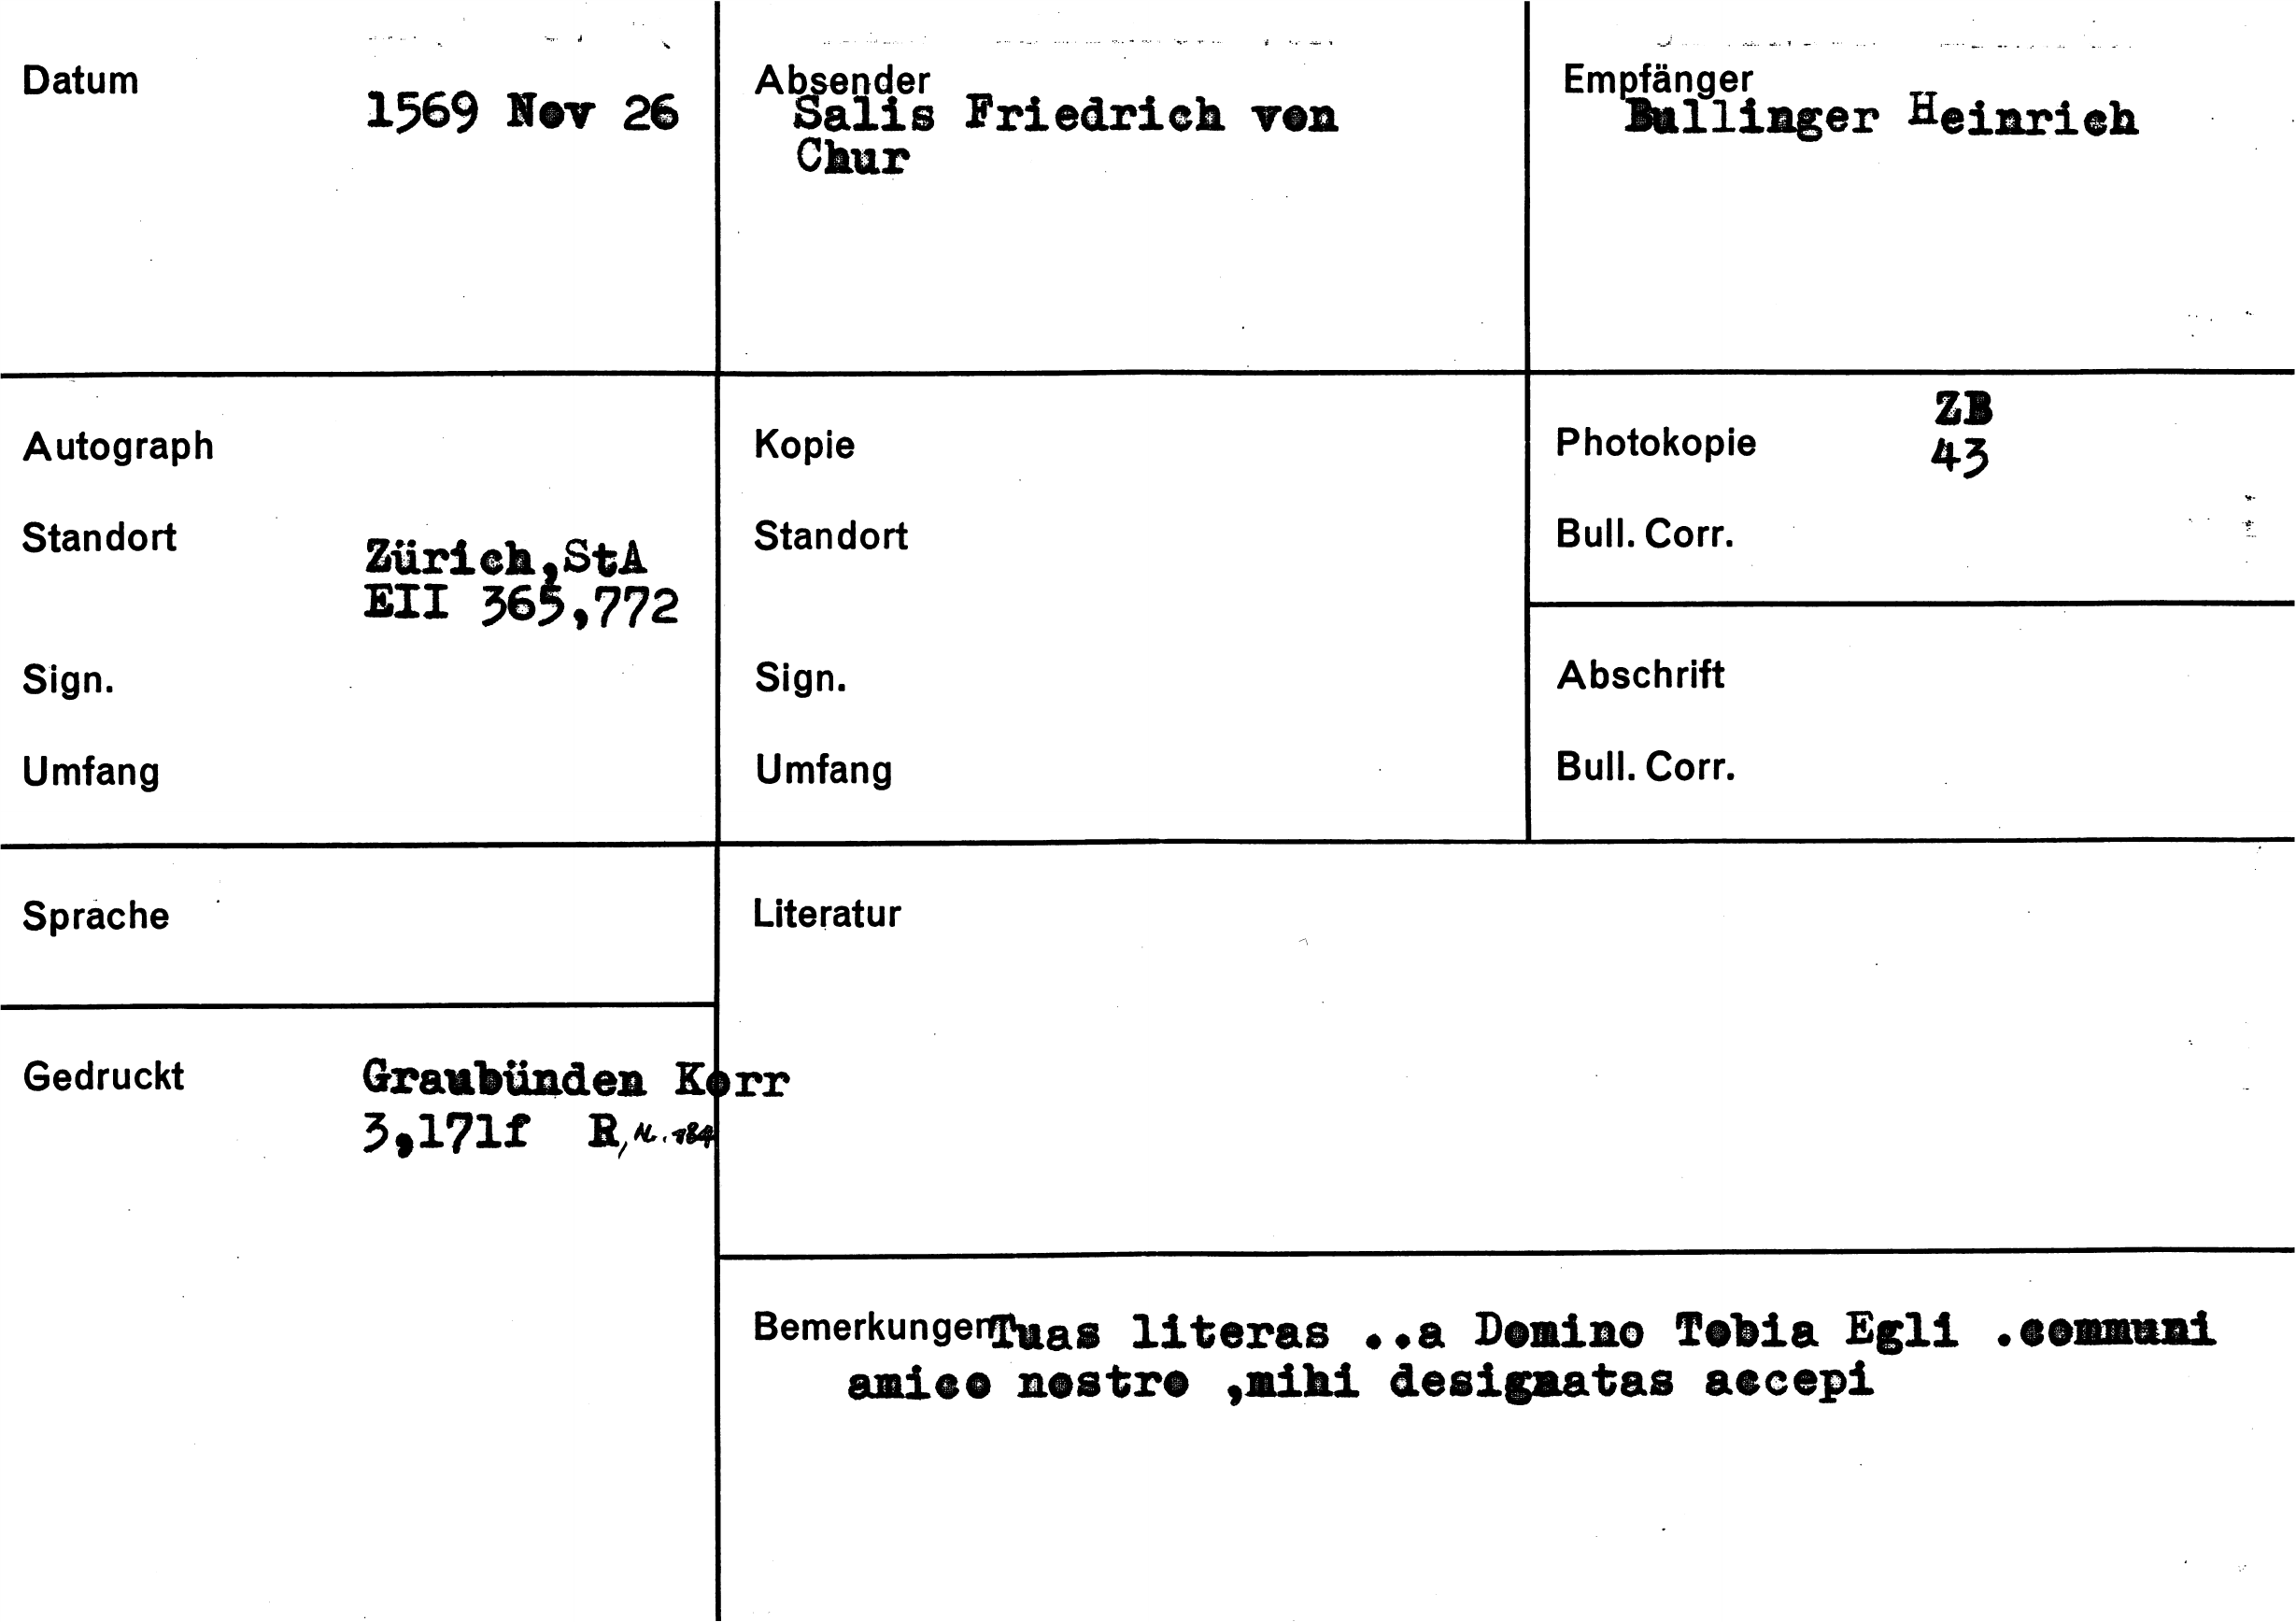 Datum
1569 Nov 26
Absender
Salis Friedrich von
Chur
Empfänger
Bullinger Heinrich
Autograph
Standort
Zürich,StA
EII 365,772
Sign.
Umfang
Kopie
Standort
Sign.
Umfang
Photokopie
ZB
43
Bull. Corr.
Abschrift
Bull. Corr.
Sprache
Literatur
Gedruckt
Graubünden Korr
3,171f R, Nr. 184
Bemerkungen Tuas literas ..a Domino Tobia Egli .communi
amico nostro ,mihi designatas accepi